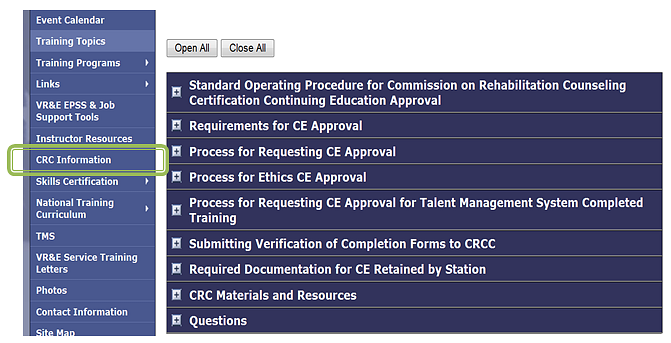 Event Calendar
Training Topics
Training Programs
Links
VR&E EPSS & Job
Support Tools
Instructor Resources
CRC Information
Skills Certification
National Training
Curriculum
TMS
VR&E Service Training
Letters
Photos
Contact Information
Site Map
Open All Close All
Standard Operating Procedure for Commission on Rehabilitation Counseling
Certification Continuing Education Approval
Requirements for CE Approval
Process for Requesting CE Approval
Process for Ethics CE Approval
Process for Requesting CE Approval for Talent Management System Completed
Training
Submitting Verification of Completion Forms to CRCC
Required Documentation for CE Retained by Station
CRC Materials and Resources
Questions